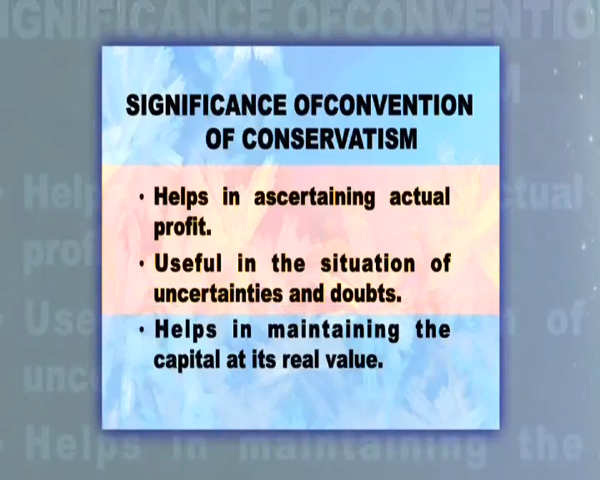 SIGNIFICANCE OFCONVENTION
OF CONSERVATISM
• Helps in ascertaining actual
profit.
• Useful in the situation of
uncertainties and doubts.
• Helps in maintaining the
capital at its real value.